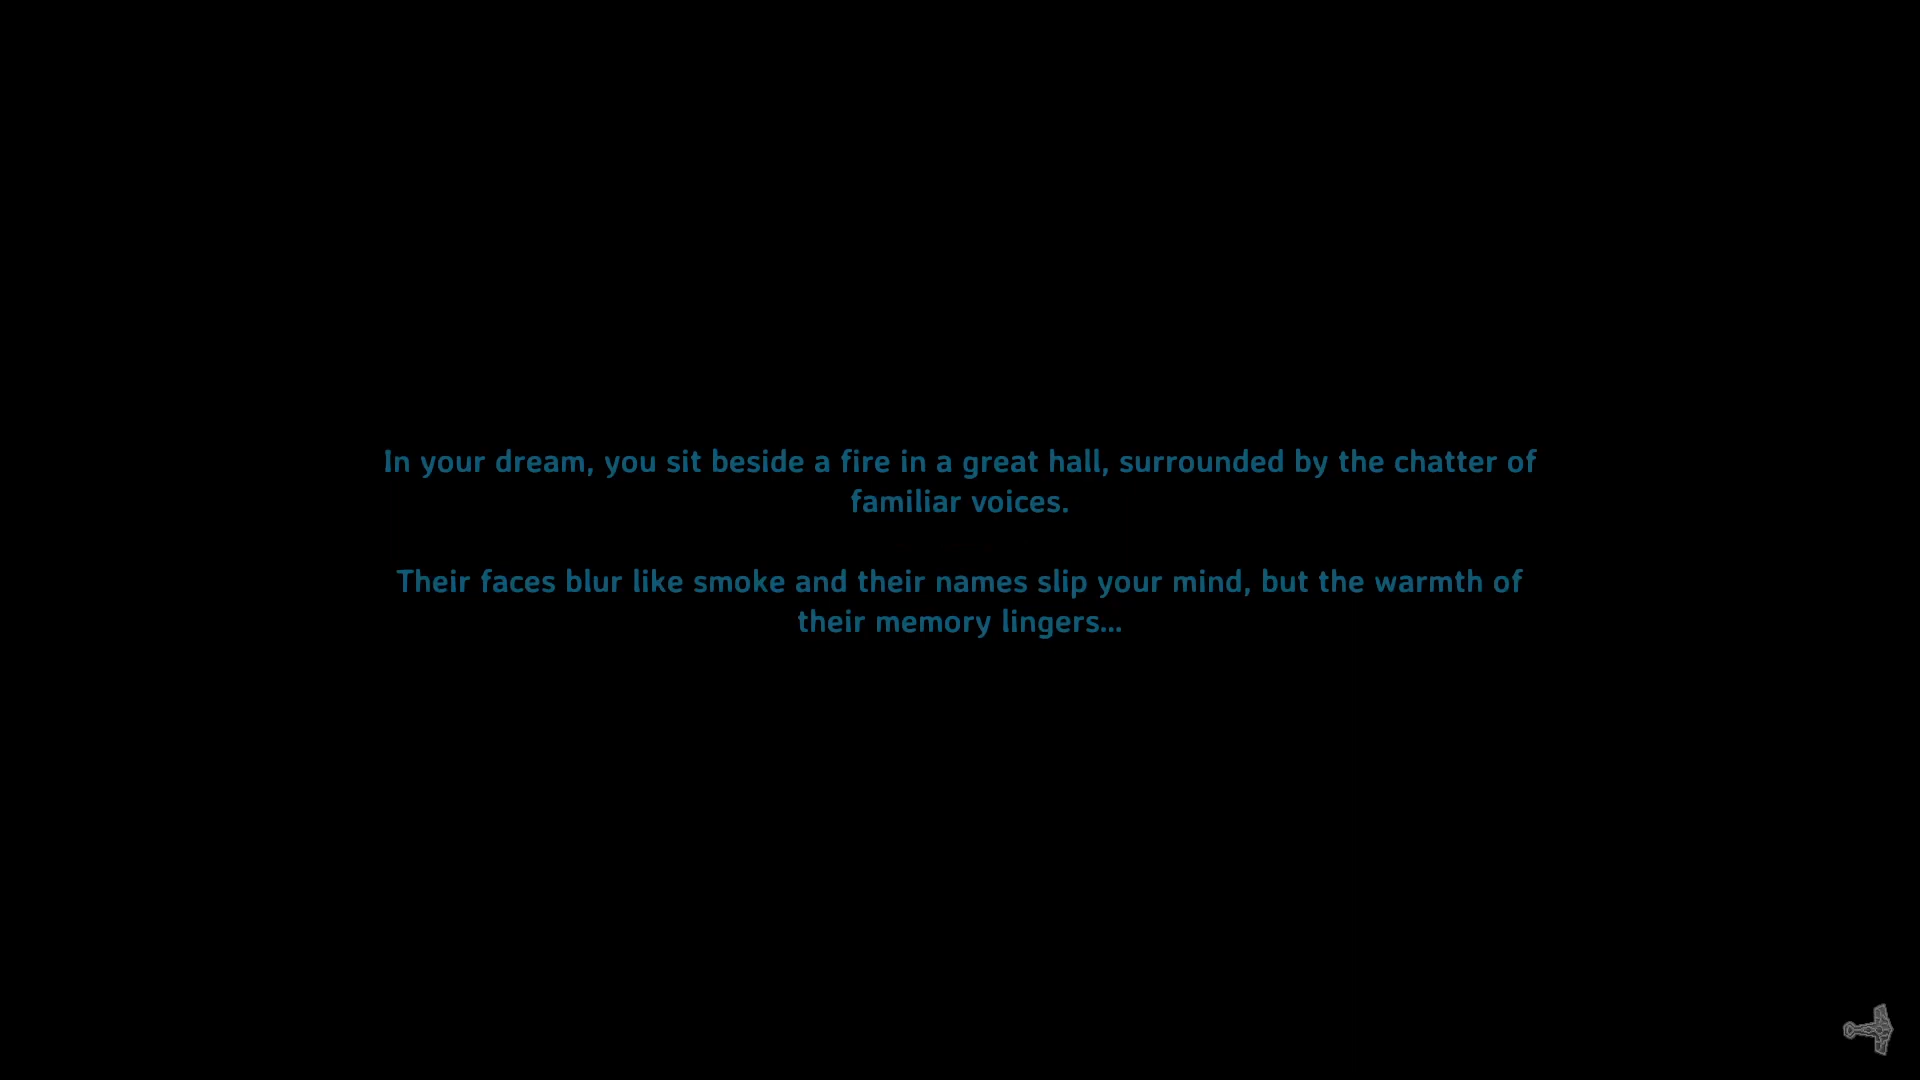 In your dream, you sit beside a fire in a great hall, surrounded by the chatter of
familiar voices.
Their faces blur like smoke and their names slip your mind, but the warmth of
their memory lingers...